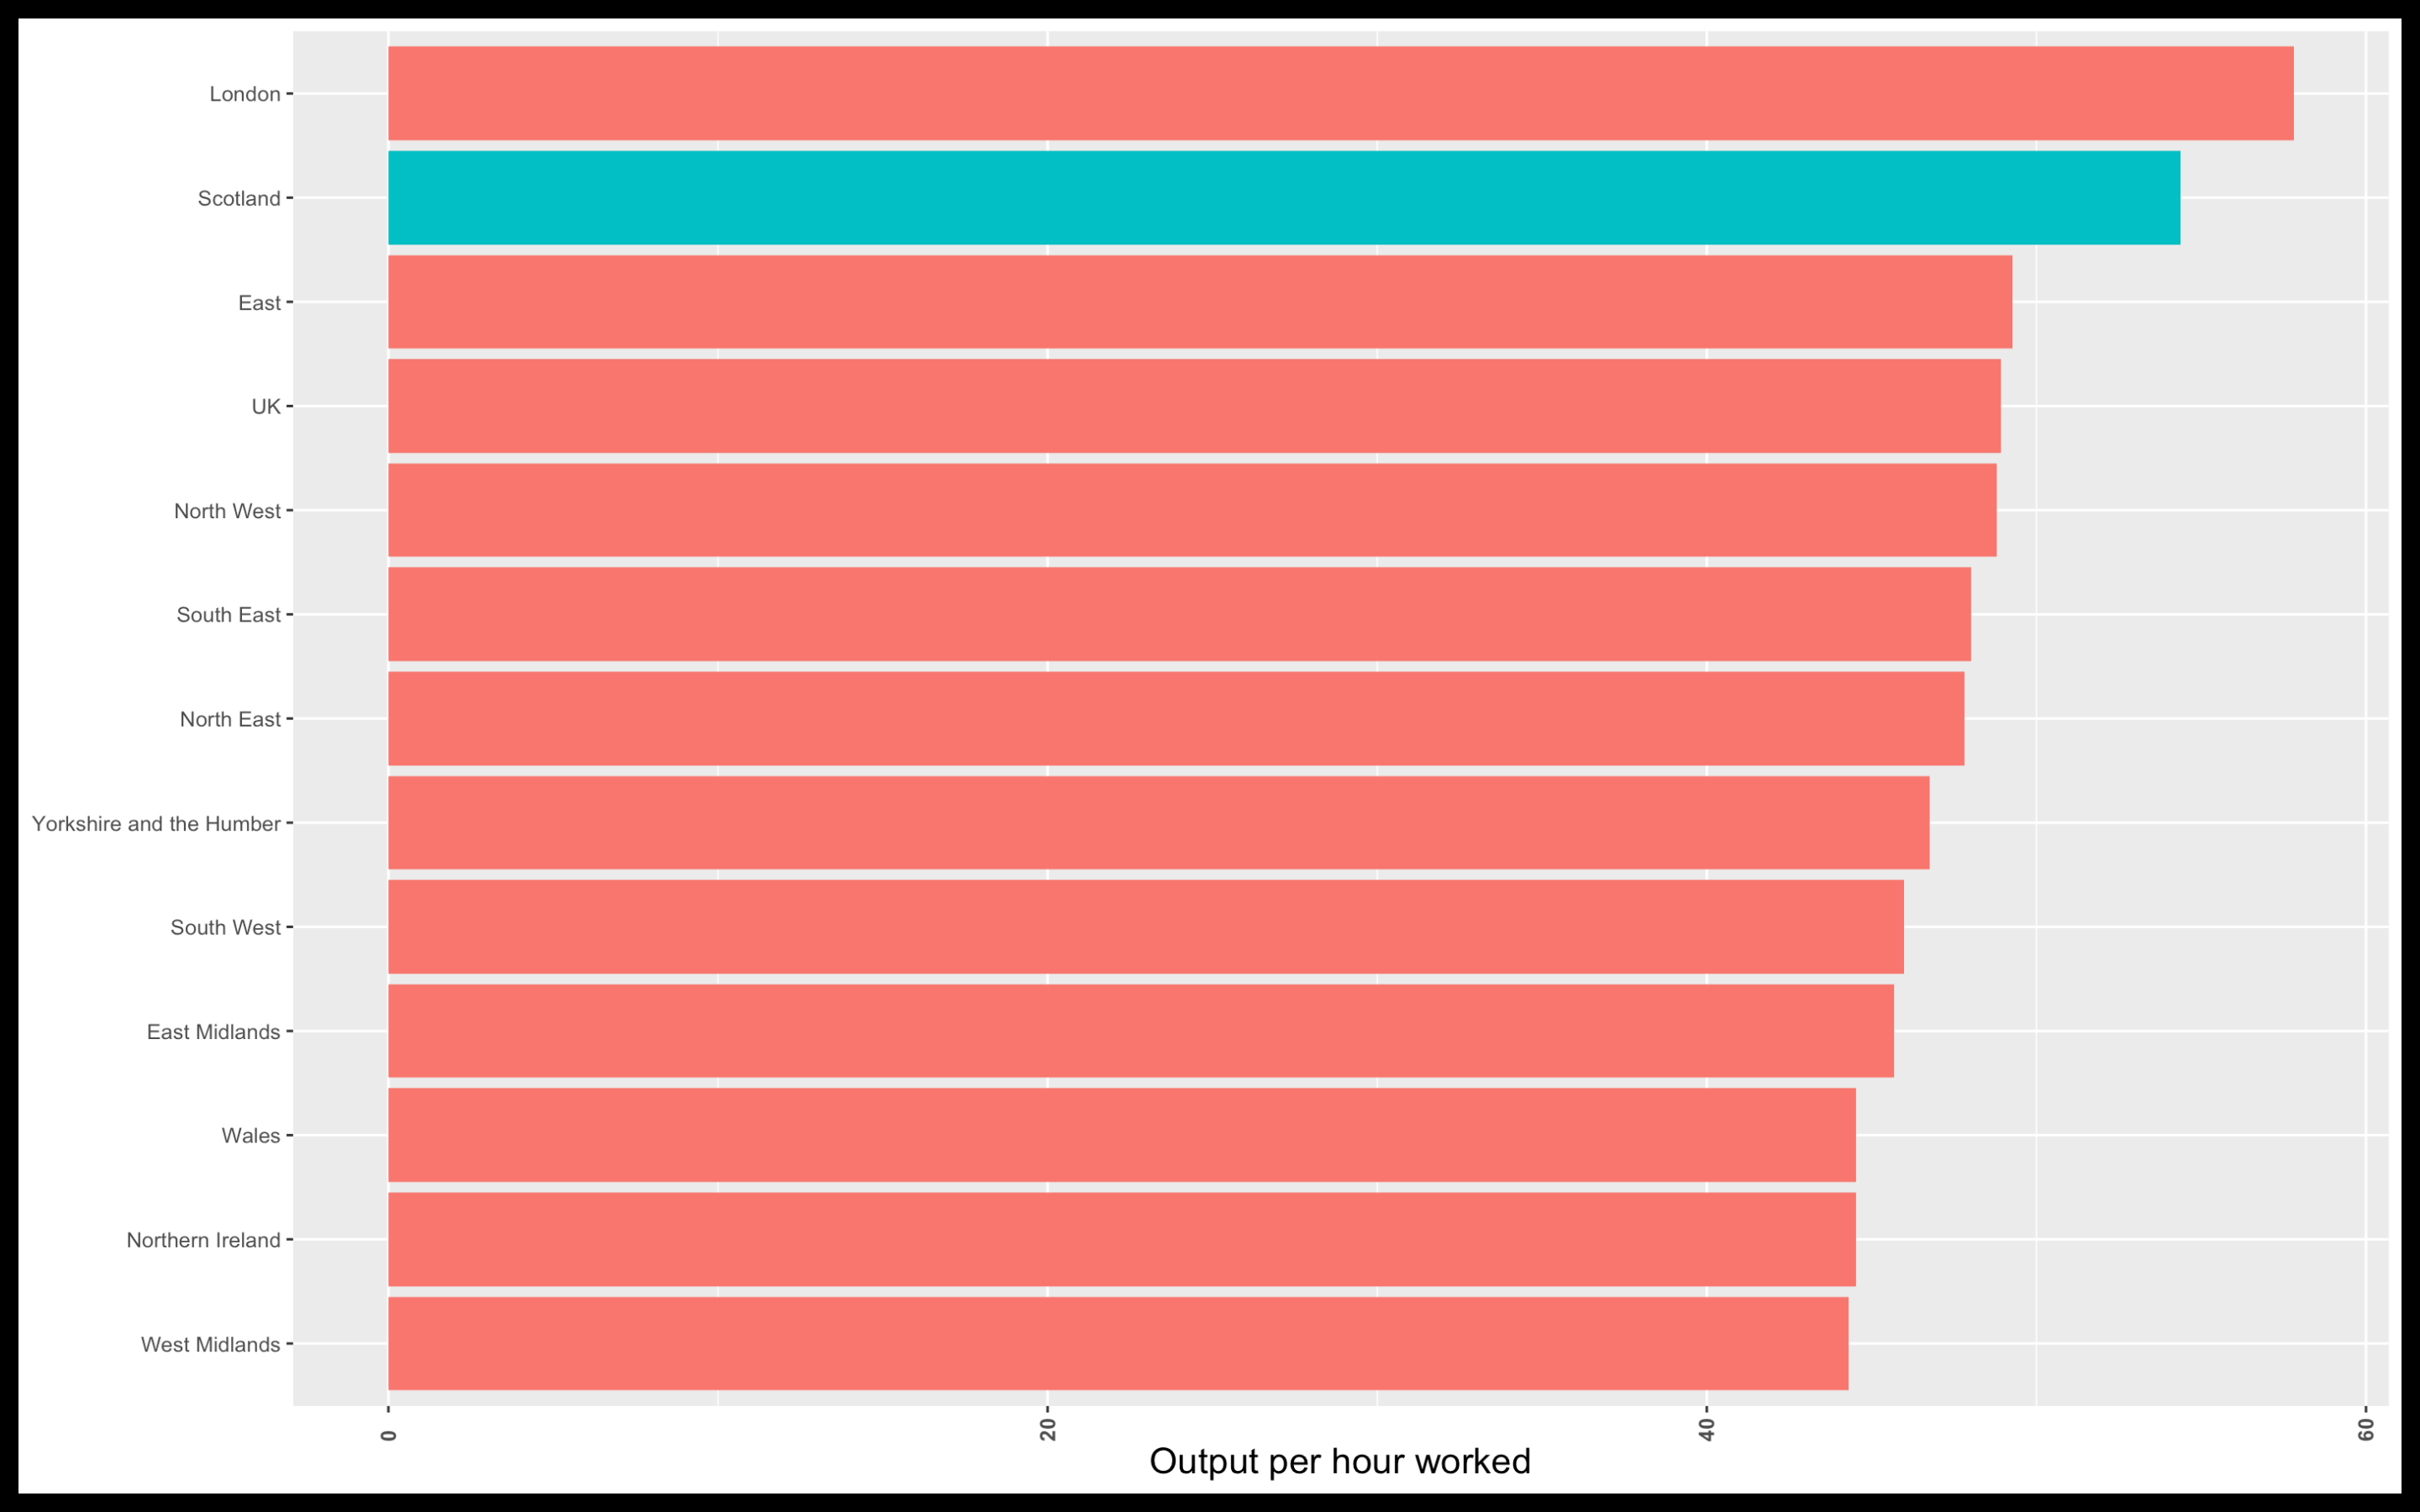 London
Scotland
East
UK
North West
South East
North East
Yorkshire and the Humber
South West
East Midlands
Wales
Northern Ireland
West Midlands
0
20
40
60
Output per hour worked